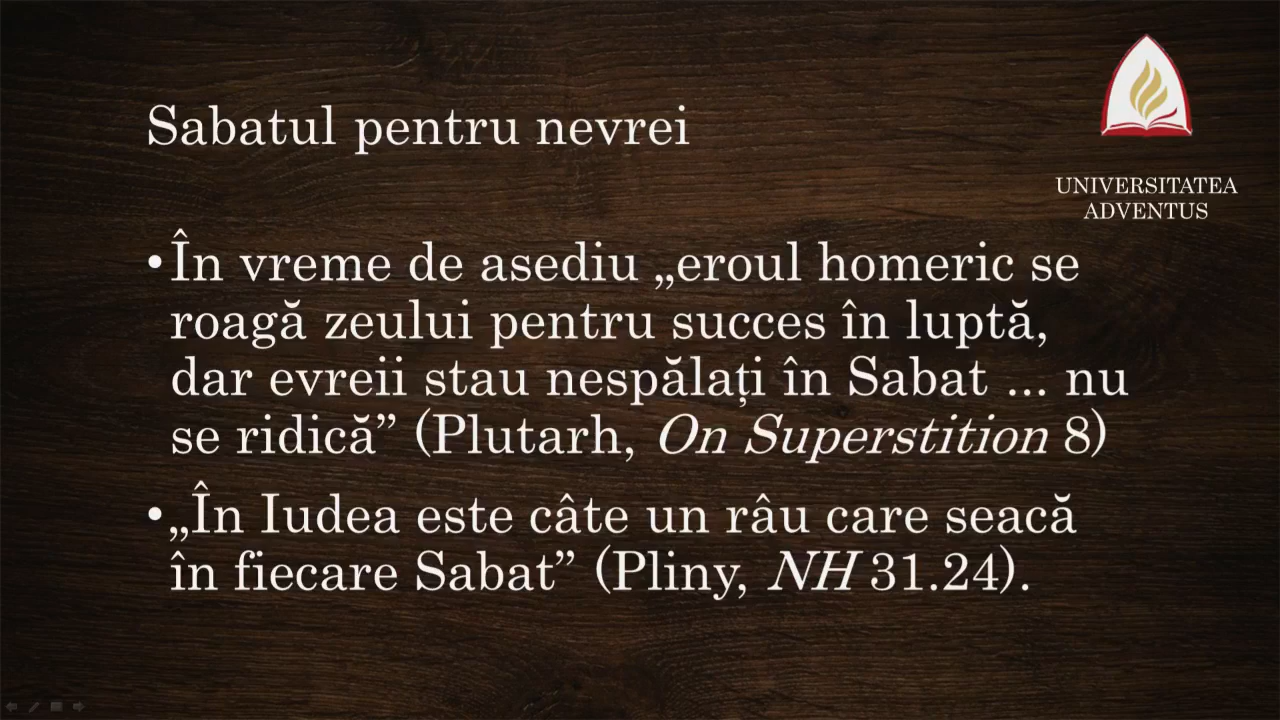 Sabatul pentru nevrei
UNIVERSITATEA
ADVENTUS
•În vreme de asediu „eroul homeric se
roagă zeului pentru succes în luptă,
dar evreii stau nespălați în Sabat ... nu
se ridică” (Plutarh, On Superstition 8)
•„În Iudea este câte un râu care seacă
în fiecare Sabat” (Pliny, NH 31.24).